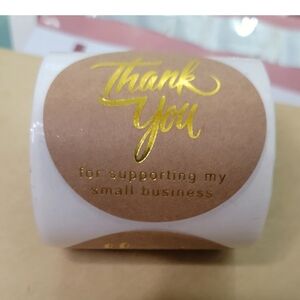 Thank
You
for supporting my
small business